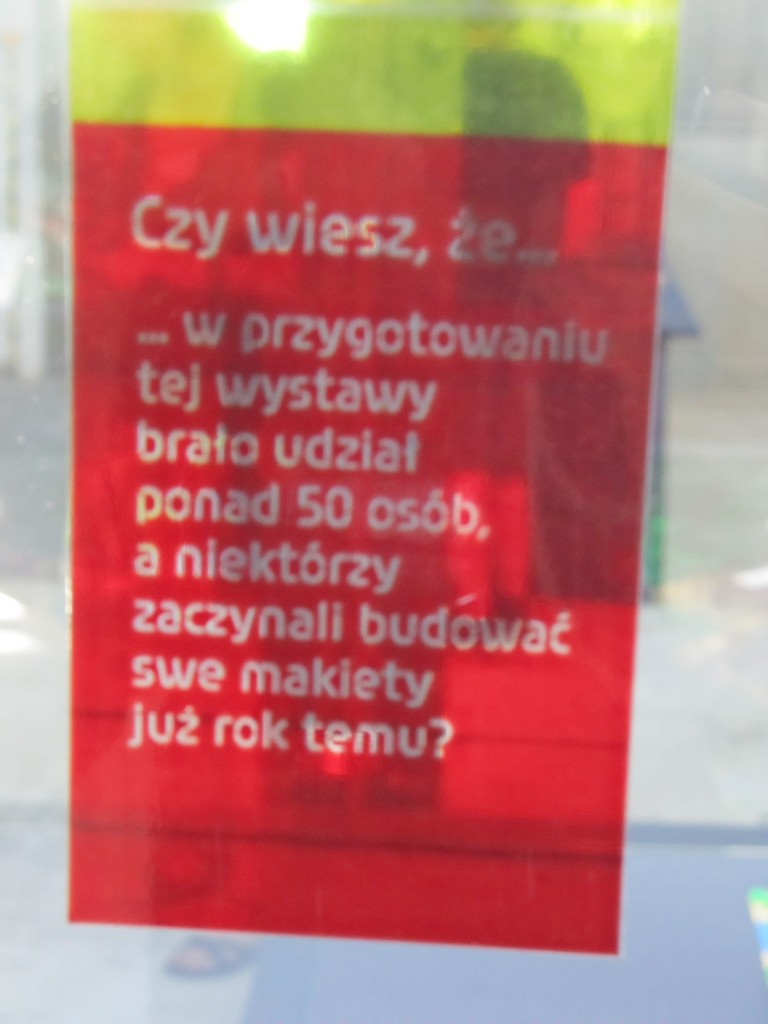 Czy wiesz, że...
... w przygotowaniu
tej wystawy
brało udział
ponad 50 osób,
a niektórzy
zaczynali budować
swe makiety
już rok temu?